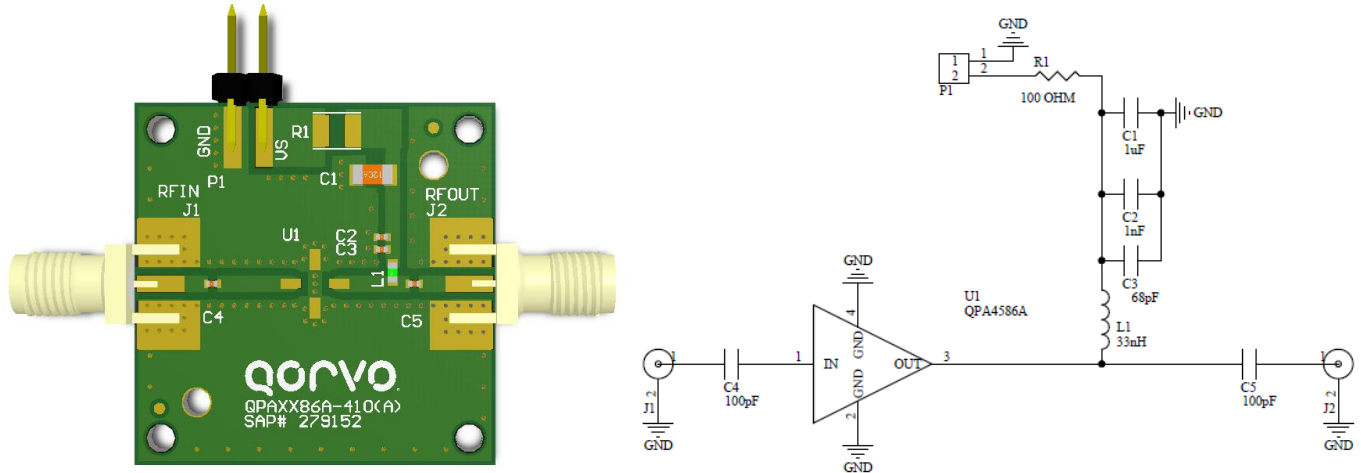 GND
VS
P1
R1
C1
RFIN
J1
RFOUT
J2
U1
C2
C3
L1
C4
C5
QORVO
QPAXX86A-410(A)
SAP# 279152
GND
1
2
1
2
P1
R1
100 OHM
C1
1uF
GND
C2
1nF
C3
68pF
L1
33nH
GND
4
GND
U1
QPA4586A
1
J1
2
GND
C4
100pF
1
IN
OUT
3
GND
2
GND
C5
100pF
1
J2
2
GND